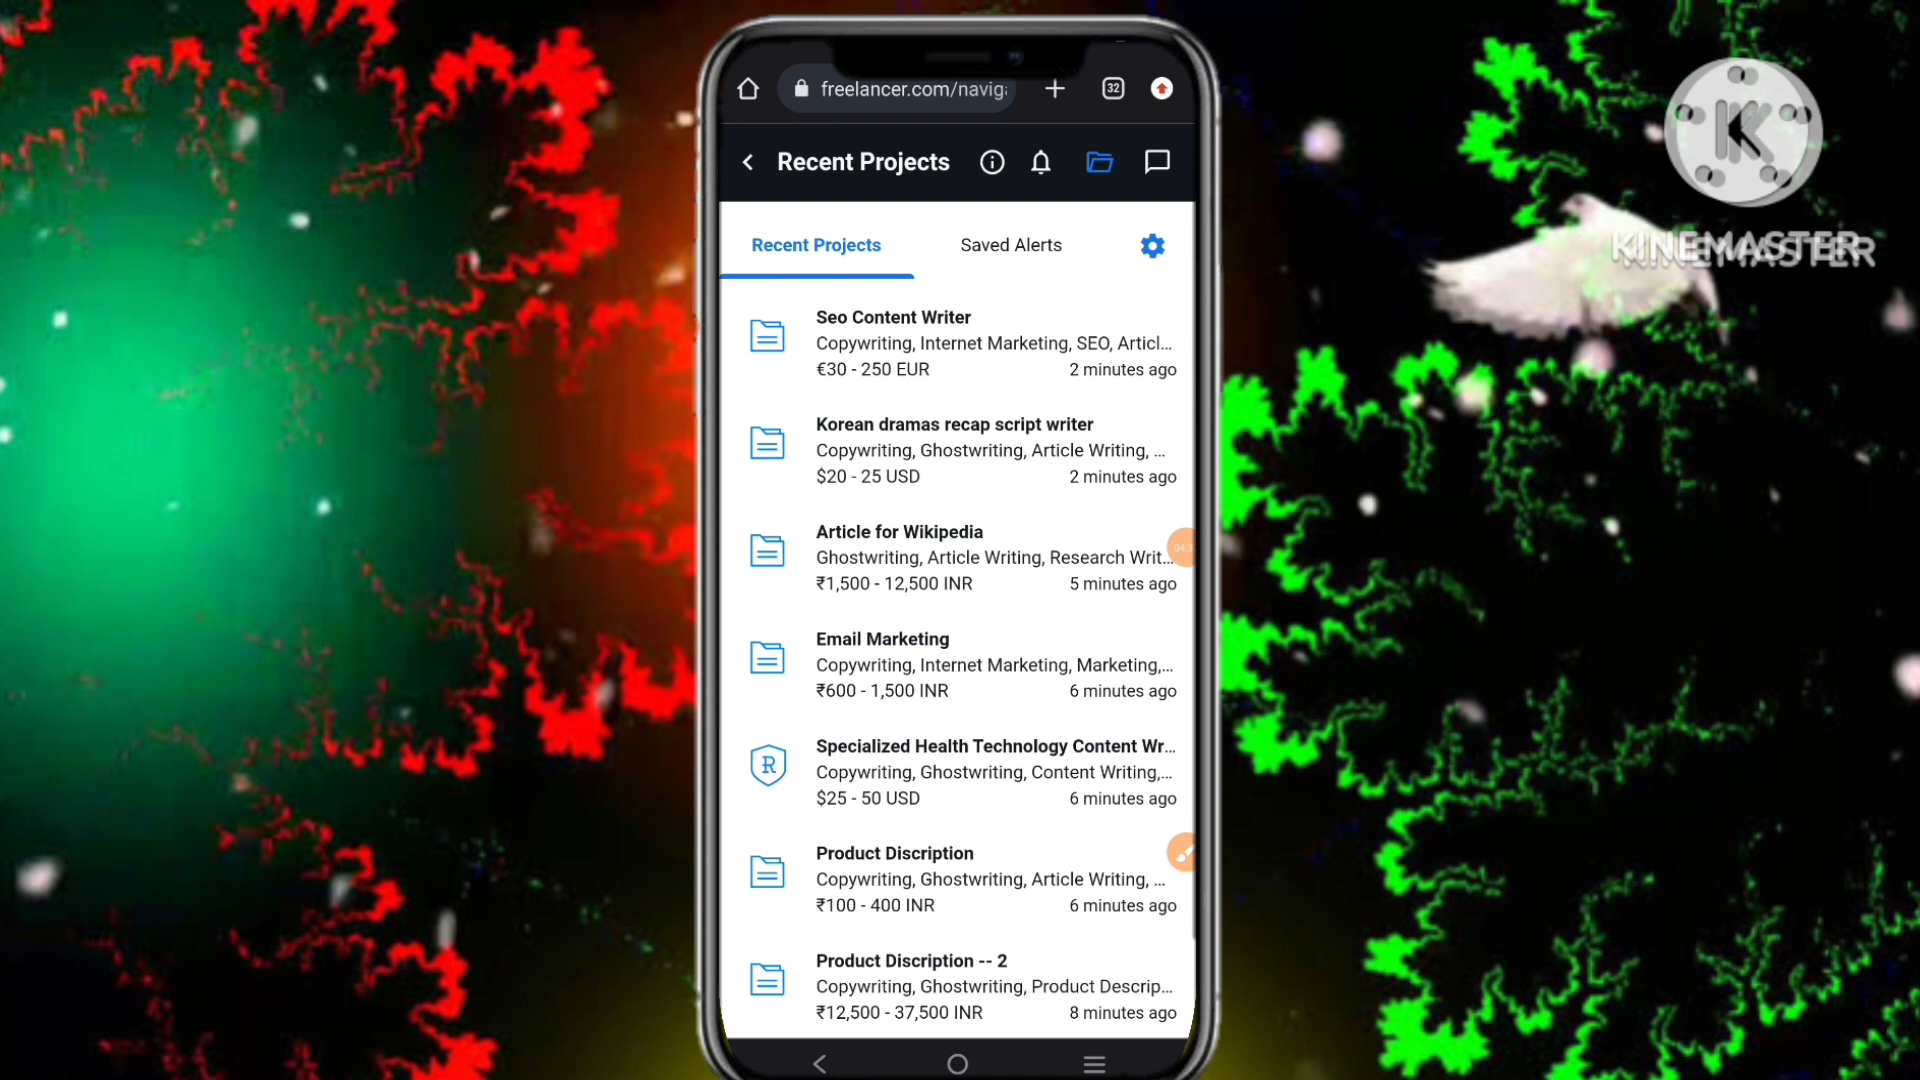 freelancer.com/navig
32
Recent Projects
Recent Projects
Saved Alerts
Seo Content Writer
Copywriting, Internet Marketing, SEO, Articl...
€30 - 250 EUR
2 minutes ago
Korean dramas recap script writer
Copywriting, Ghostwriting, Article Writing, ...
$20 - 25 USD
2 minutes ago
Article for Wikipedia
Ghostwriting, Article Writing, Research Writ...
₹1,500 - 12,500 INR
5 minutes ago
Email Marketing
Copywriting, Internet Marketing, Marketing,...
₹600 - 1,500 INR
6 minutes ago
R
Specialized Health Technology Content Wr...
Copywriting, Ghostwriting, Content Writing,...
$25 - 50 USD
6 minutes ago
Product Discription
Copywriting, Ghostwriting, Article Writing, ...
₹100 - 400 INR
6 minutes ago
Product Discription -- 2
Copywriting, Ghostwriting, Product Descrip...
₹12,500 - 37,500 INR
8 minutes ago
K
KINEMASTER